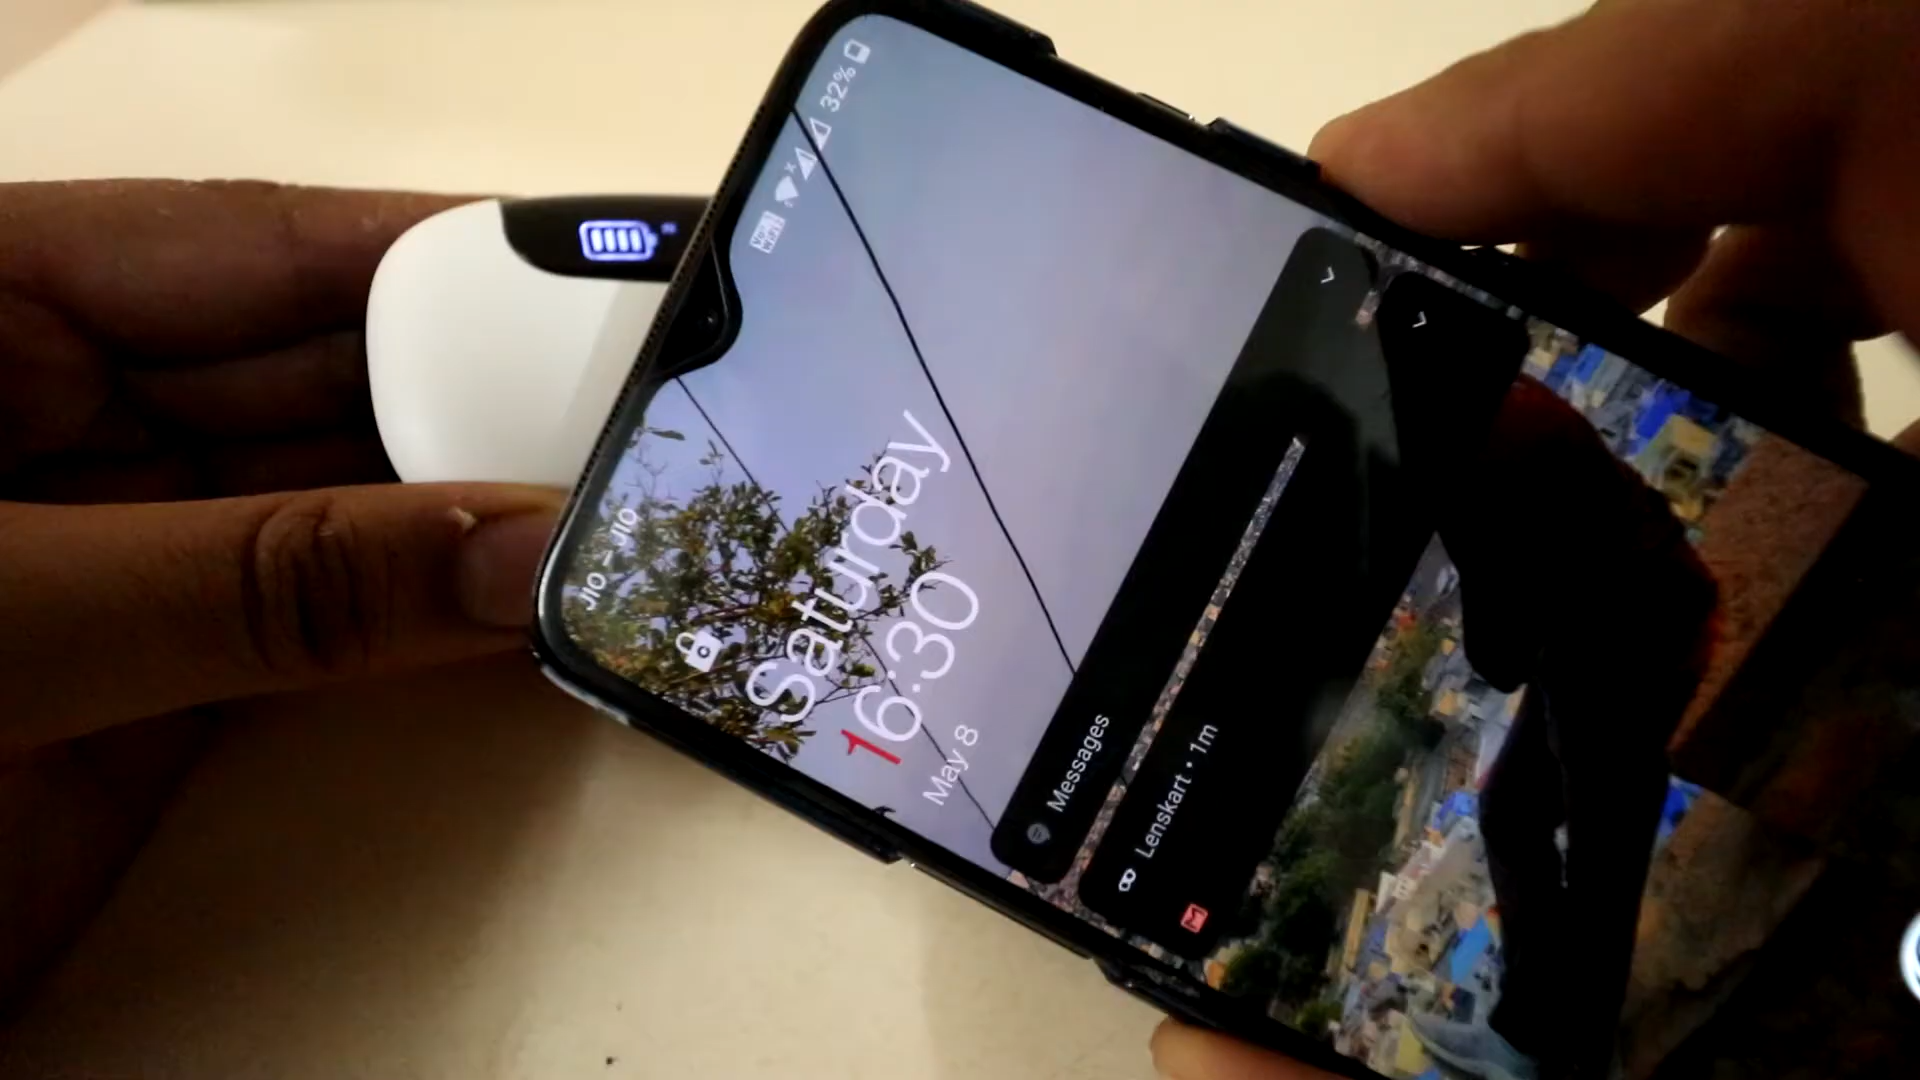 JIO – JIO
32%
Saturday
16:30
May 8
Messages
Lenskart • 1m